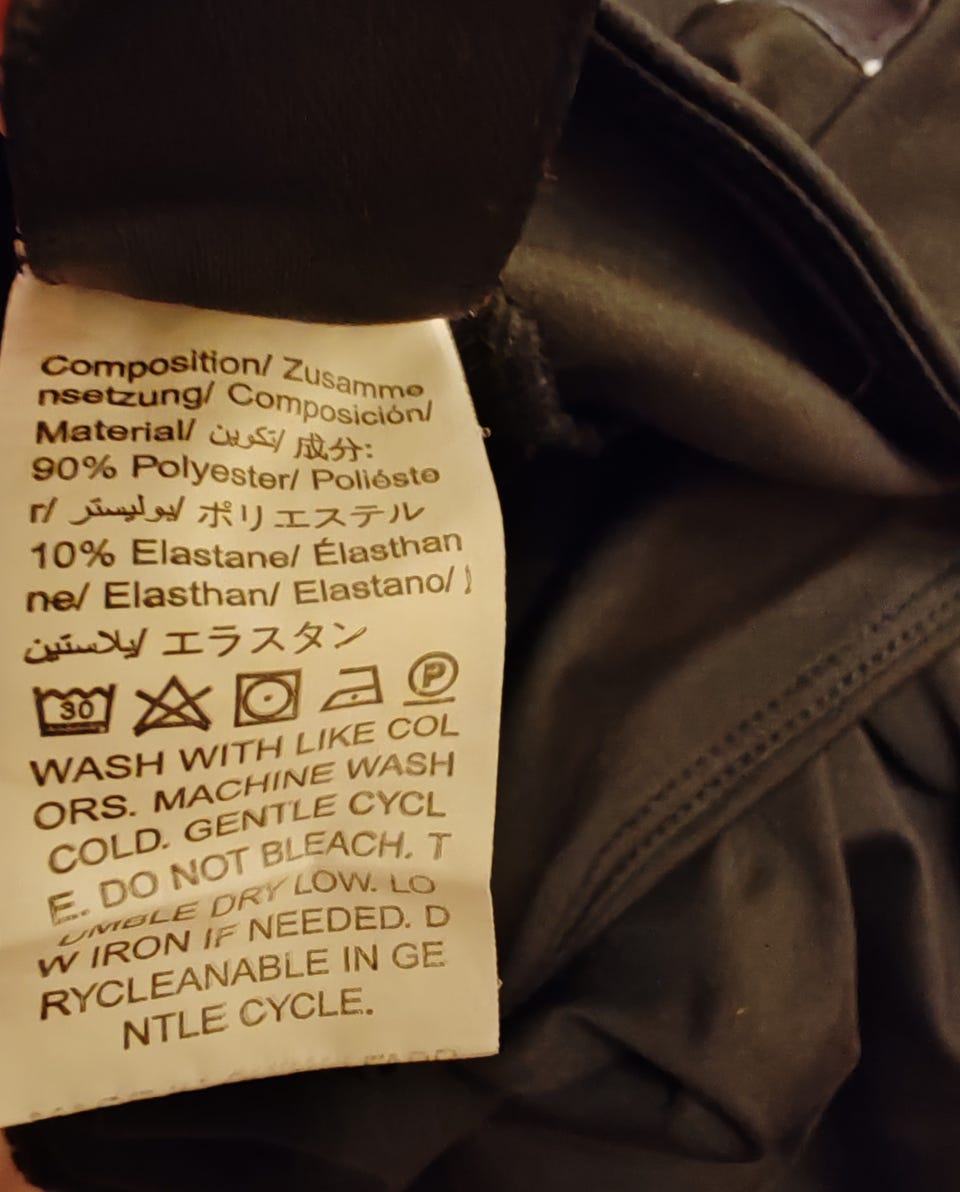 Composition/ Zusamme
nsetzung/ Composición/
Material/ تكوين/ 成分:
90% Polyester/ Polléste
r/ بوليستر/ ポリエステル
10% Elastane/ Élasthan
ne/ Elasthan/ Elastano/
إيلاستين/ エラスタン
30 P
WASH WITH LIKE COL
ORS. MACHINE WASH
COLD. GENTLE CYCL
E. DO NOT BLEACH. T
UMBLE DRY LOW. LO
W IRON IF NEEDED. D
RYCLEANABLE IN GE
NTLE CYCLE.